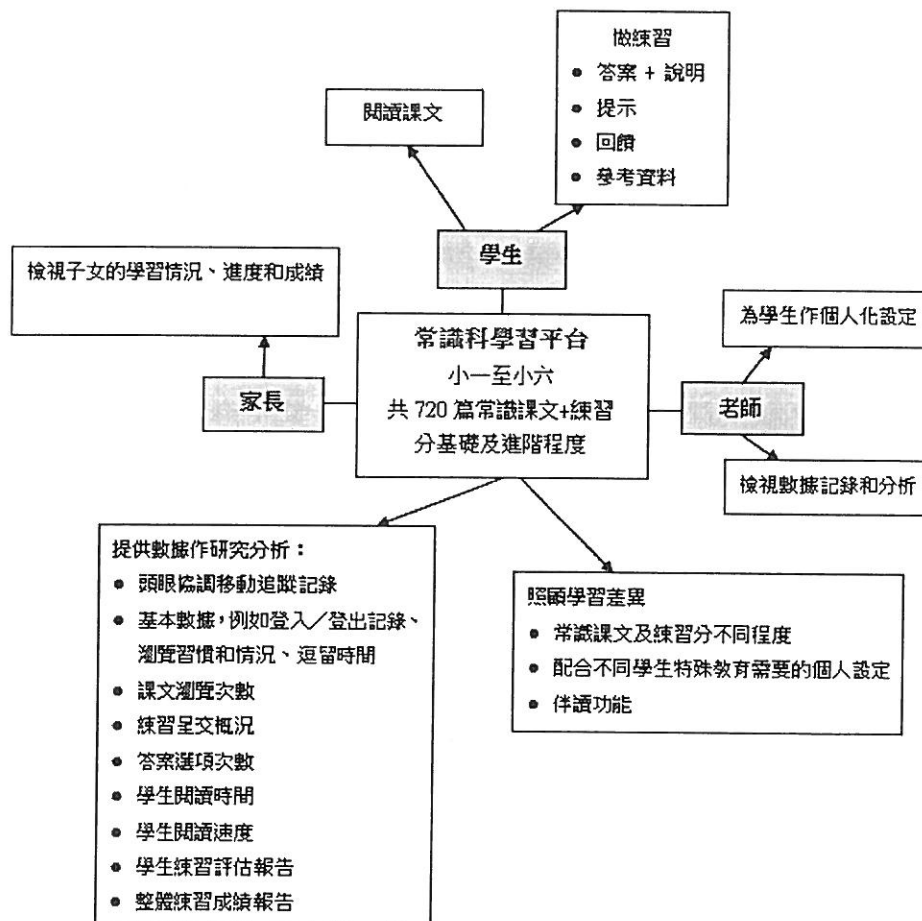 做練習
• 答案 + 說明
• 提示
• 回饋
• 參考資料
閱讀課文
學生
檢視子女的學習情況、進度和成績
為學生作個人化設定
常識科學習平台
小一至小六
共 720 篇常識課文+練習
分基礎及進階程度
家長
老師
檢視數據記錄和分析
提供數據作研究分析：
• 頭眼協調移動追蹤記錄
• 基本數據，例如登入／登出記錄、
瀏覽習慣和情況、逗留時間
• 課文瀏覽次數
• 練習呈交概況
• 答案選項次數
• 學生閱讀時間
• 學生閱讀速度
• 學生練習評估報告
• 整體練習成績報告
照顧學習差異
• 常識課文及練習分不同程度
• 配合不同學生特殊教育需要的個人設定
• 伴讀功能